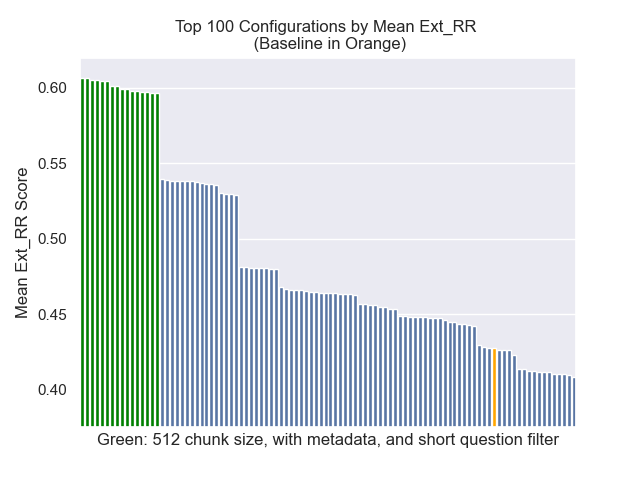 Top 100 Configurations by Mean Ext_RR
(Baseline in Orange)
0.60
0.55
0.50
0.45
0.40
Mean Ext_RR Score
Green: 512 chunk size, with metadata, and short question filter